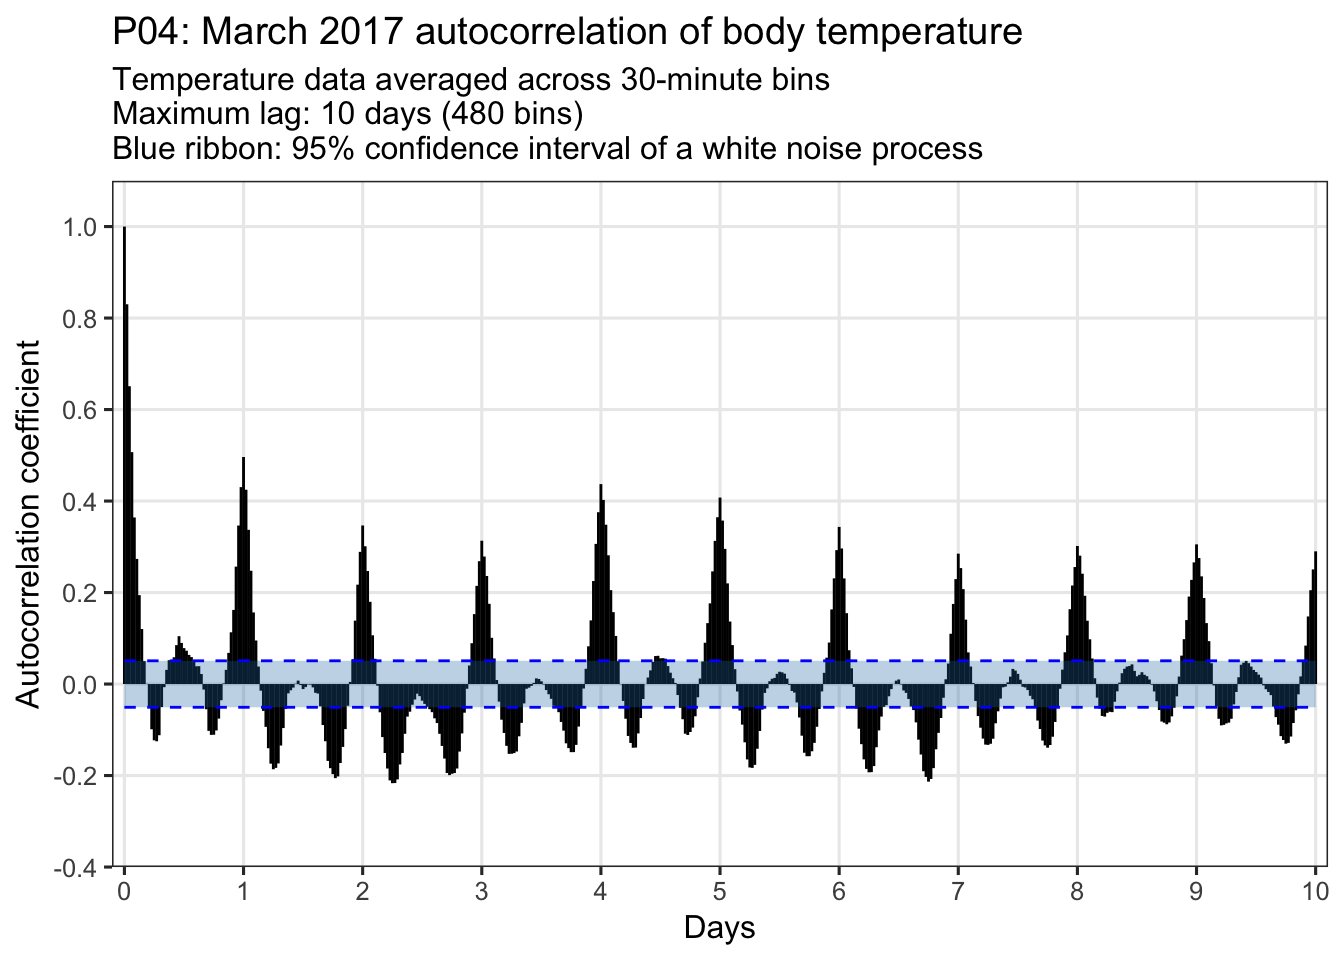 P04: March 2017 autocorrelation of body temperature
Temperature data averaged across 30-minute bins
Maximum lag: 10 days (480 bins)
Blue ribbon: 95% confidence interval of a white noise process
Autocorrelation coefficient
1.0
0.8
0.6
0.4
0.2
0.0
-0.2
-0.4
0 1 2 3 4 5 6 7 8 9 10
Days